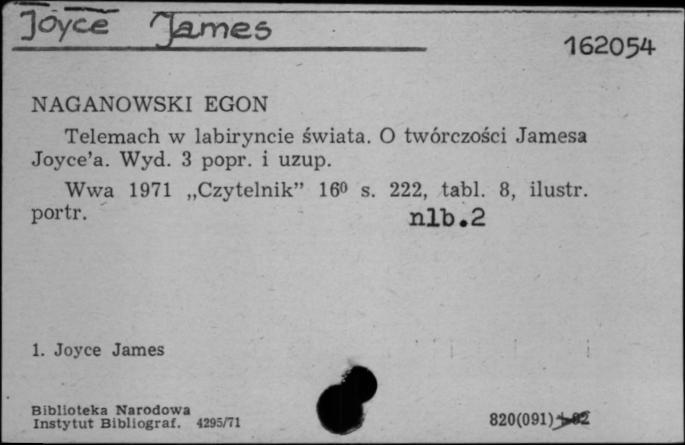 Joyce James
162054
NAGANOWSKI EGON
Telemach w labiryncie świata. O twórczości Jamesa
Joyce'a. Wyd. 3 popr. i uzup.
Wwa 1971 „Czytelnik” 16⁰ s. 222, tabl. 8, ilustr.
portr. nlb.2
1. Joyce James
Biblioteka Narodowa
Instytut Bibliograf. 4295/71
820(091)